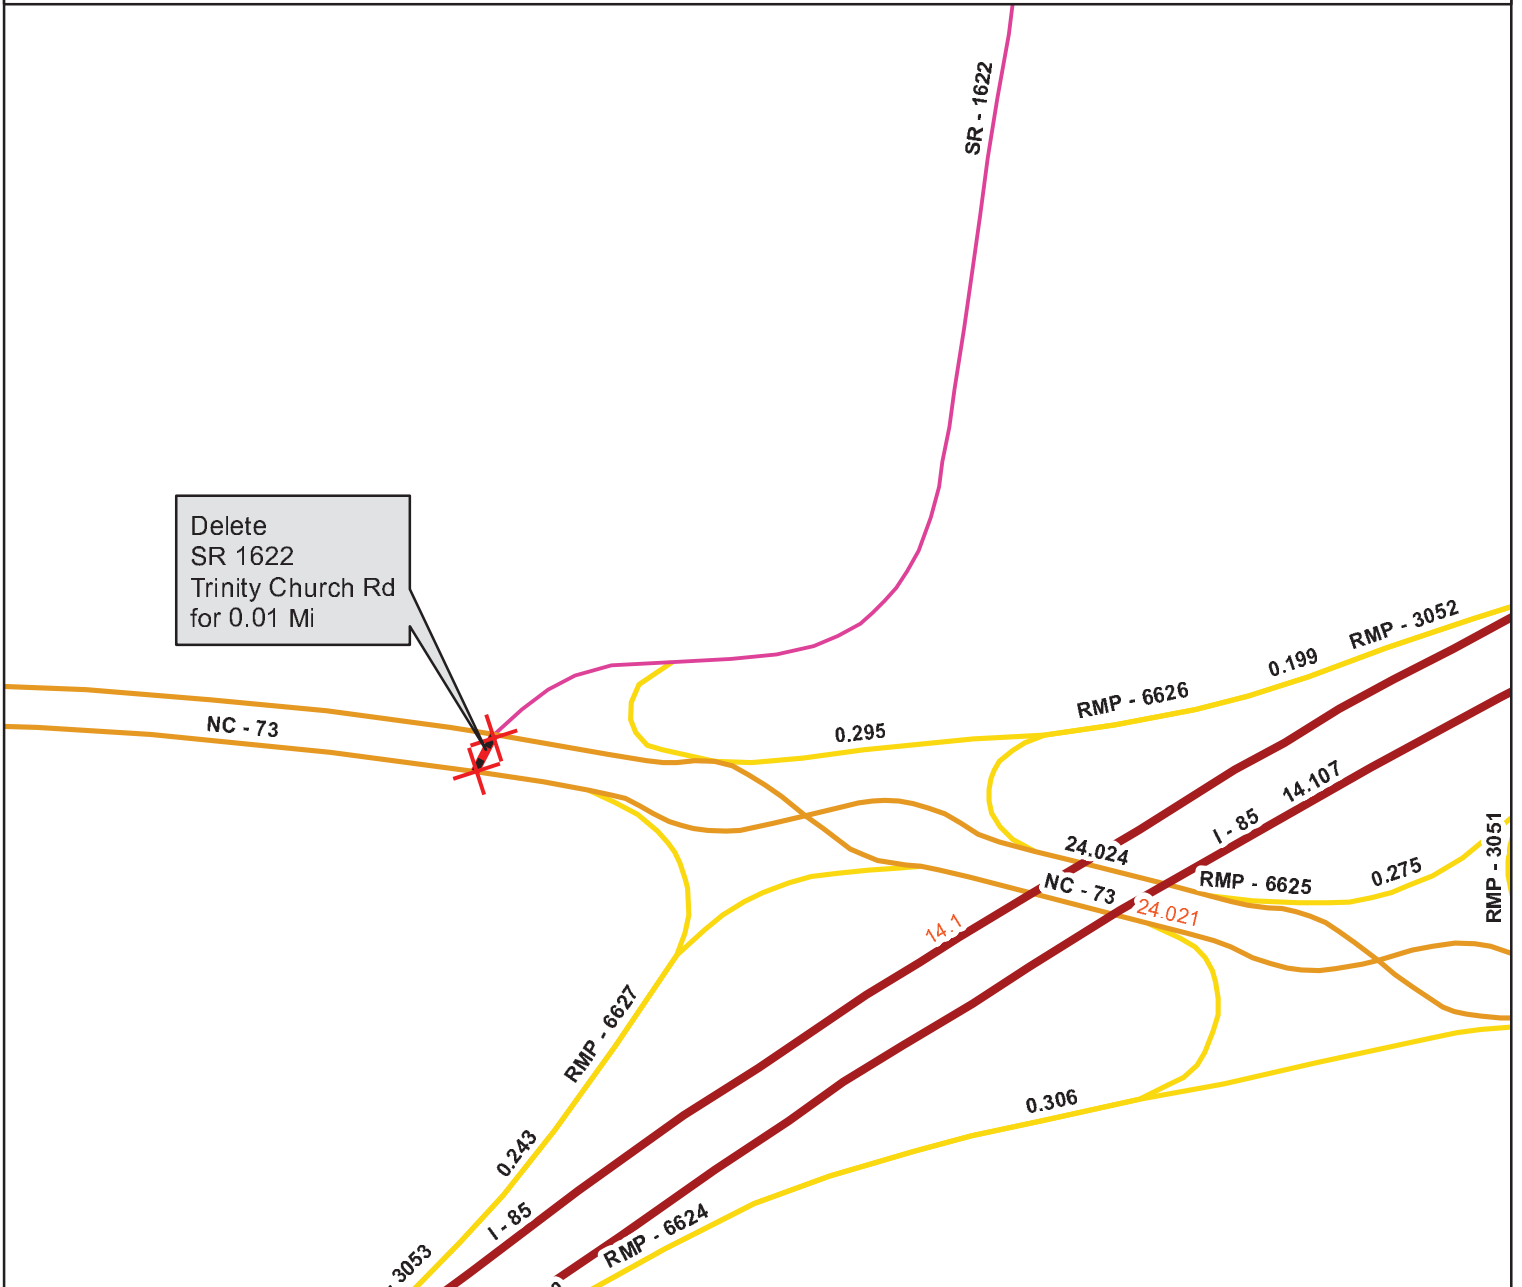 SR - 1622
Delete
SR 1622
Trinity Church Rd
for 0.01 Mi
RMP - 3052
0.199
RMP - 6626
0.295
NC - 73
14.107
I - 85
24.024
RMP - 3051
0.275
RMP - 6625
NC - 73
24.021
14.1
RMP - 6627
0.306
0.243
I - 85
RMP - 6624
3053